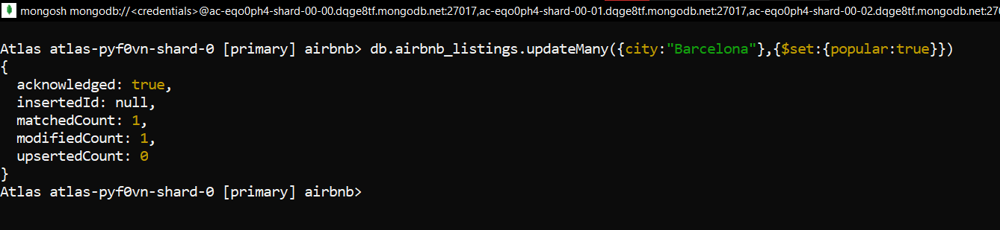 mongosh mongodb://<credentials>@ac-eqo0ph4-shard-00-00.dqge8tf.mongodb.net:27017,ac-eqo0ph4-shard-00-01.dqge8tf.mongodb.net:27017,ac-eqo0ph4-shard-00-02.dqge8tf.mongodb.net:270
Atlas atlas-pyf0vn-shard-0 [primary] airbnb> db.airbnb_listings.updateMany({city:"Barcelona"},{$set:{popular:true}})
{
  acknowledged: true,
  insertedId: null,
  matchedCount: 1,
  modifiedCount: 1,
  upsertedCount: 0
}
Atlas atlas-pyf0vn-shard-0 [primary] airbnb>